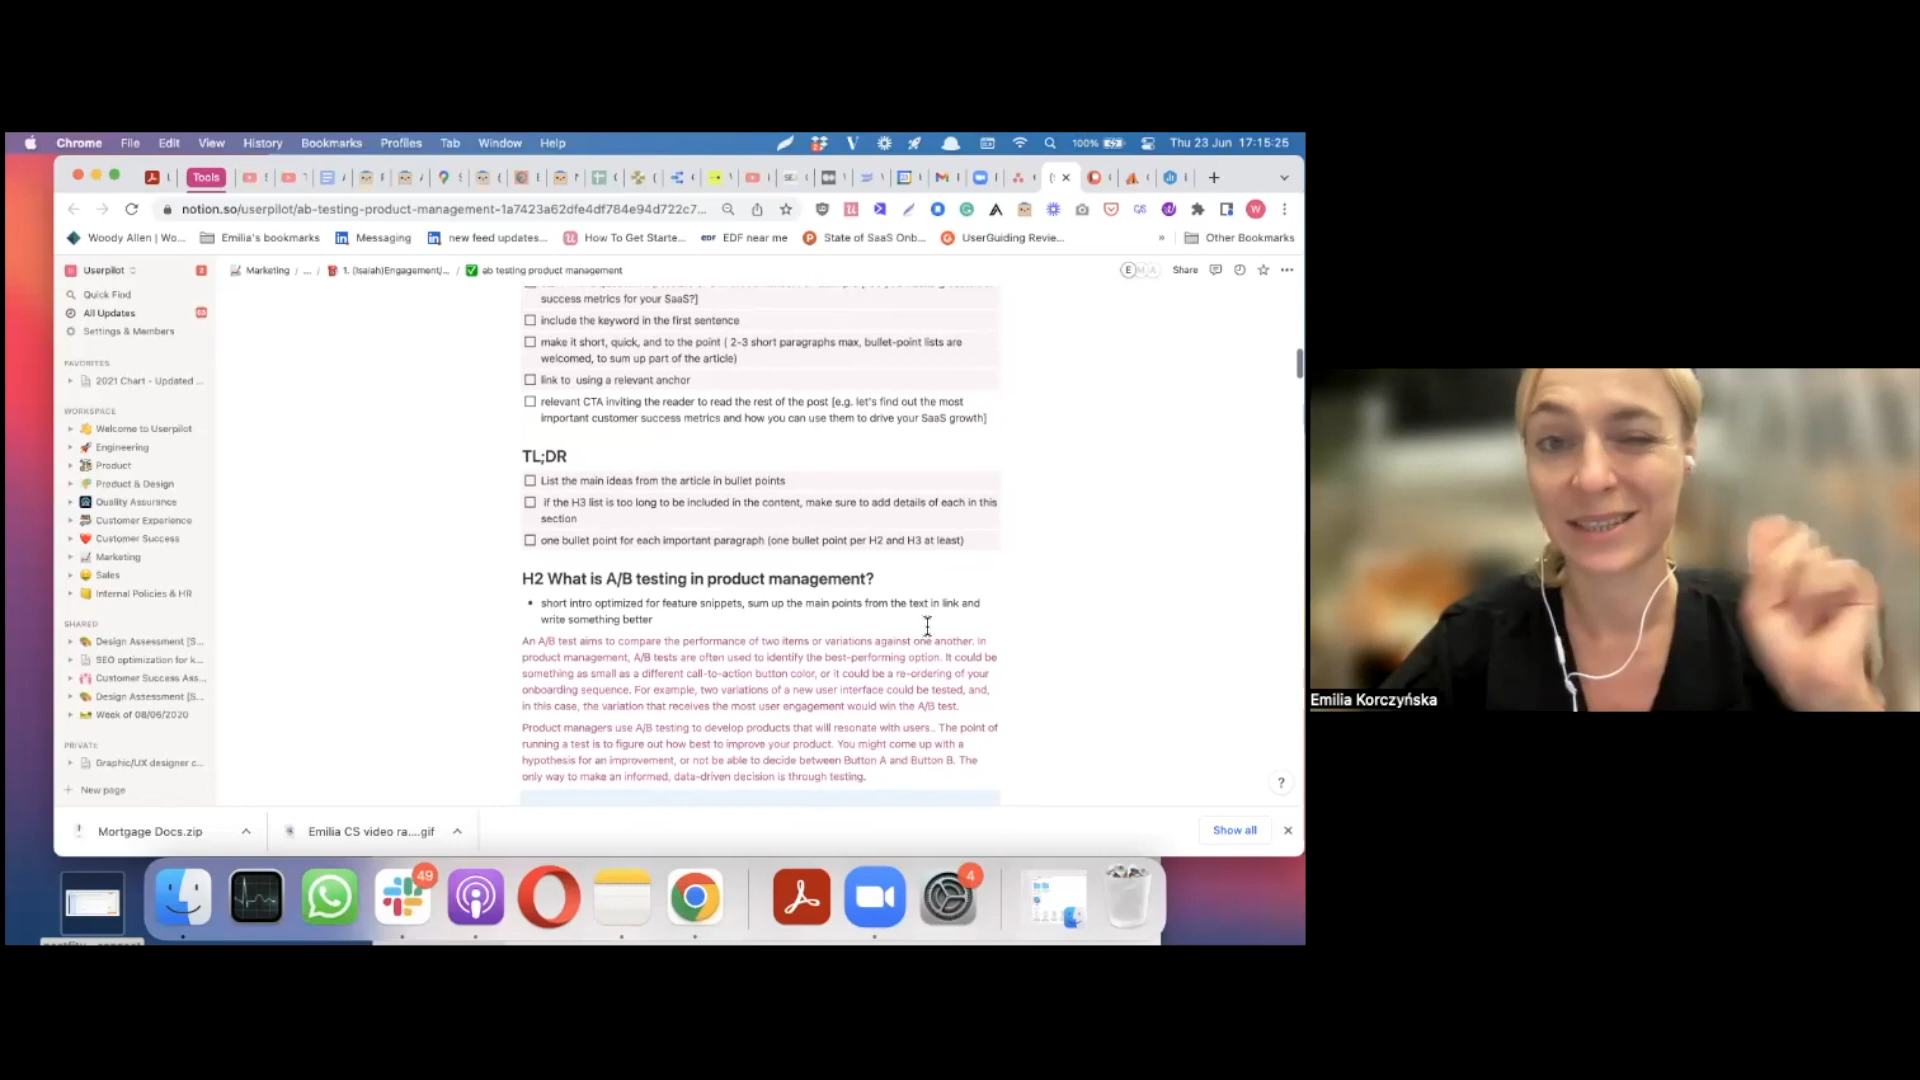 Chrome File Edit View History Bookmarks Profiles Tab Window Help 100% Thu 23 Jun 17:15:25
Tools
notion.so/userpilot/ab-testing-product-management-1a7423a62dfe4df784e94d722c7...
Woody Allen | Wo... Emilia's bookmarks Messaging new feed updates... How To Get Starte... EDF near me State of SaaS Onb... UserGuiding Revie... » Other Bookmarks
Userpilot 2
Marketing / ... / 1. (Isaiah)Engagement/... / ab testing product management
Share
Quick Find
All Updates
Settings & Members
FAVORITES
2021 Chart - Updated ...
WORKSPACE
Welcome to Userpilot
Engineering
Product
Product & Design
Quality Assurance
Customer Experience
Customer Success
Marketing
Sales
Internal Policies & HR
SHARED
Design Assessment [S...
SEO optimization for k...
Customer Success Ass...
Design Assessment [S...
Week of 08/06/2020
PRIVATE
Graphic/UX designer c...
+ New page
success metrics for your SaaS?]
include the keyword in the first sentence
make it short, quick, and to the point ( 2-3 short paragraphs max, bullet-point lists are
welcomed, to sum up part of the article)
link to using a relevant anchor
relevant CTA inviting the reader to read the rest of the post [e.g. let's find out the most
important customer success metrics and how you can use them to drive your SaaS growth]
TL;DR
List the main ideas from the article in bullet points
if the H3 list is too long to be included in the content, make sure to add details of each in this
section
one bullet point for each important paragraph (one bullet point per H2 and H3 at least)
H2 What is A/B testing in product management?
• short intro optimized for feature snippets, sum up the main points from the text in link and
write something better
An A/B test aims to compare the performance of two items or variations against one another. In
product management, A/B tests are often used to identify the best-performing option. It could be
something as small as a different call-to-action button color, or it could be a re-ordering of your
onboarding sequence. For example, two variations of a new user interface could be tested, and,
in this case, the variation that receives the most user engagement would win the A/B test.
Product managers use A/B testing to develop products that will resonate with users.. The point of
running a test is to figure out how best to improve your product. You might come up with a
hypothesis for an improvement, or not be able to decide between Button A and Button B. The
only way to make an informed, data-driven decision is through testing.
?
Mortgage Docs.zip
Emilia CS video ra....gif
Show all
49
4
Emilia Korczyńska